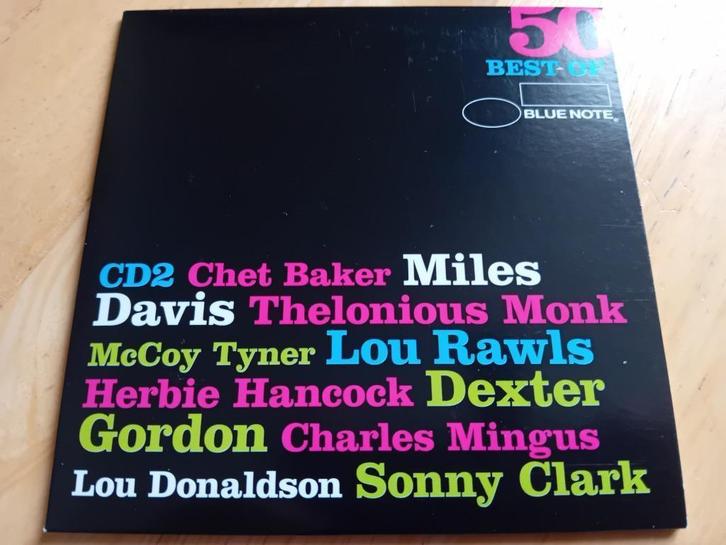 50
BEST OF
BLUE NOTE
CD2 Chet Baker Miles
Davis Thelonious Monk
McCoy Tyner Lou Rawls
Herbie Hancock Dexter
Gordon Charles Mingus
Lou Donaldson Sonny Clark